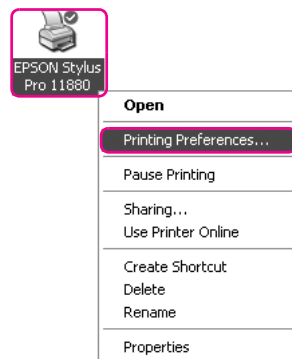 EPSON Stylus
Pro 11880
Open
Printing Preferences...
Pause Printing
Sharing...
Use Printer Online
Create Shortcut
Delete
Rename
Properties